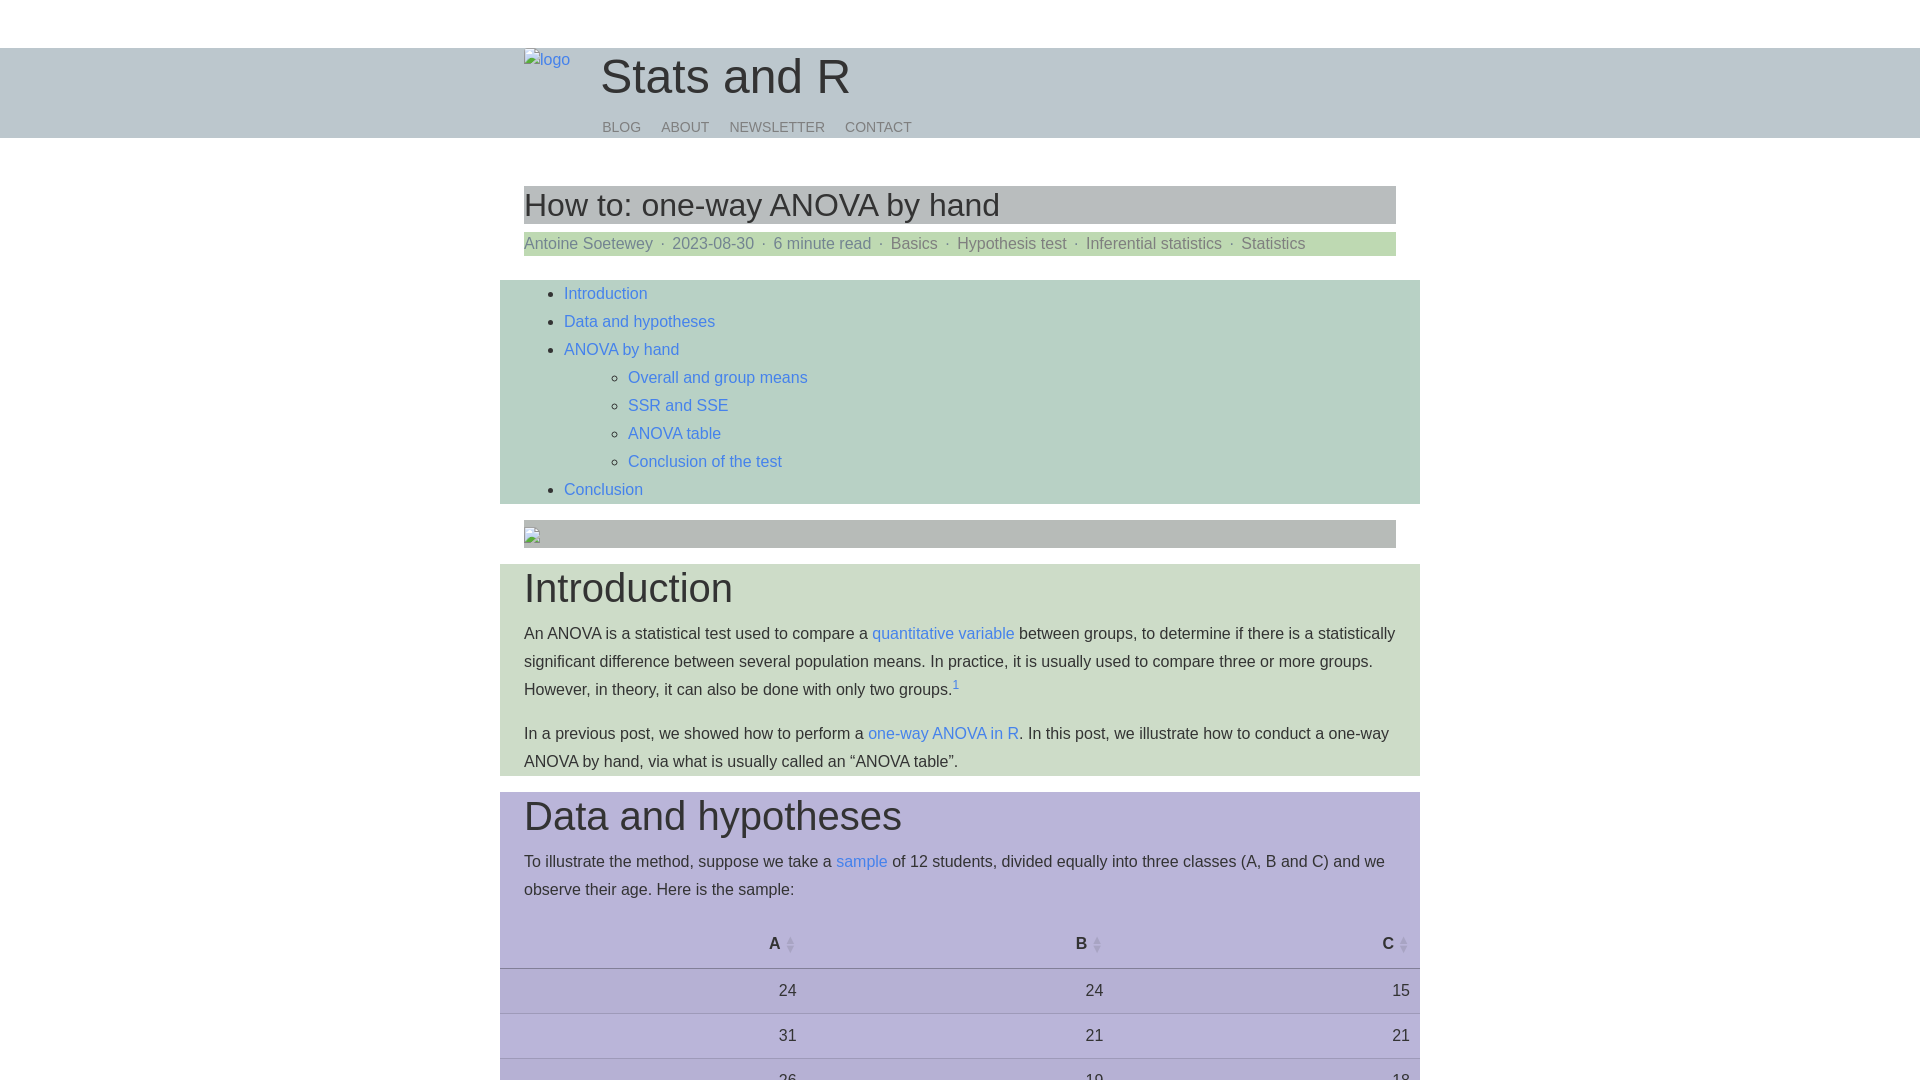 logo
Stats and R
BLOG ABOUT NEWSLETTER CONTACT
How to: one-way ANOVA by hand
Antoine Soetewey · 2023-08-30 · 6 minute read · Basics · Hypothesis test · Inferential statistics · Statistics
Introduction
Data and hypotheses
ANOVA by hand
Overall and group means
SSR and SSE
ANOVA table
Conclusion of the test
Conclusion
Introduction
An ANOVA is a statistical test used to compare a quantitative variable between groups, to determine if there is a statistically
significant difference between several population means. In practice, it is usually used to compare three or more groups.
However, in theory, it can also be done with only two groups.1
In a previous post, we showed how to perform a one-way ANOVA in R. In this post, we illustrate how to conduct a one-way
ANOVA by hand, via what is usually called an “ANOVA table”.
Data and hypotheses
To illustrate the method, suppose we take a sample of 12 students, divided equally into three classes (A, B and C) and we
observe their age. Here is the sample:
A B C
24 24 15
31 21 21
26 19 18